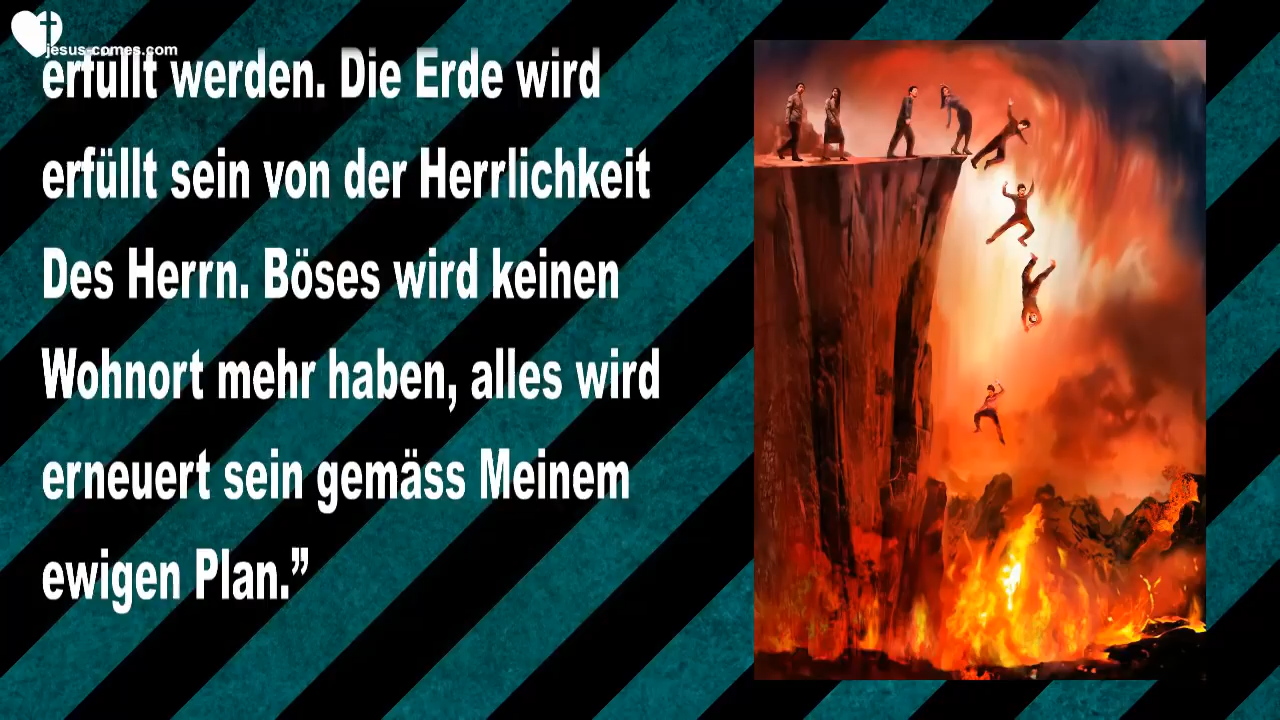 jesus-comes.com
erfüllt werden. Die Erde wird
erfüllt sein von der Herrlichkeit
Des Herrn. Böses wird keinen
Wohnort mehr haben, alles wird
erneuert sein gemäss Meinem
ewigen Plan.”